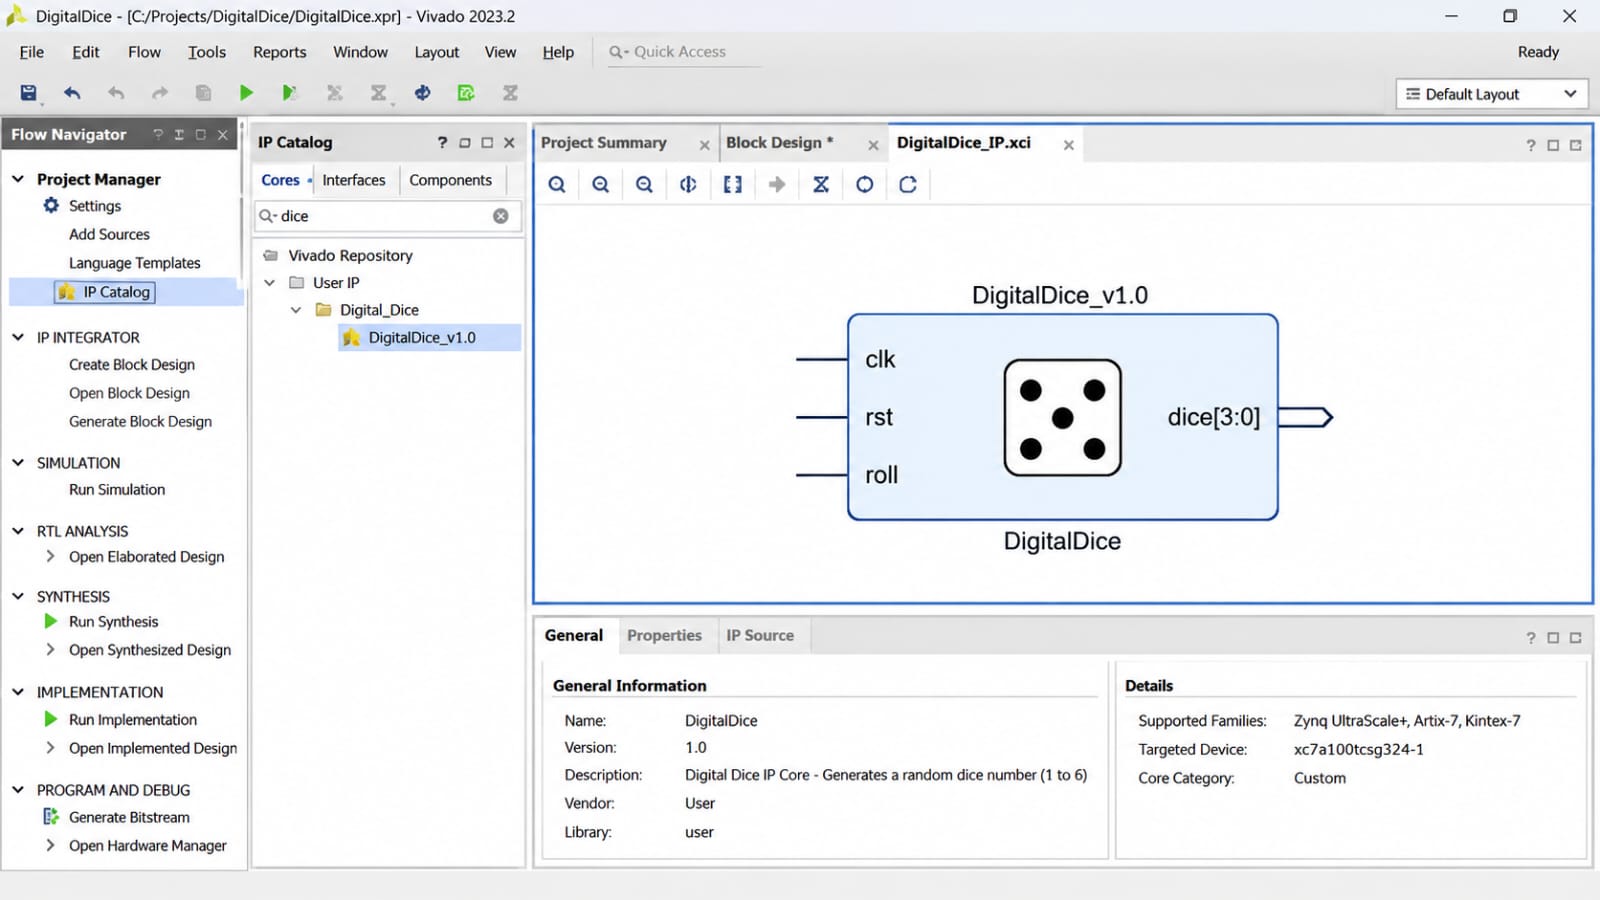 DigitalDice - [C:/Projects/DigitalDice/DigitalDice.xpr] - Vivado 2023.2
File Edit Flow Tools Reports Window Layout View Help Quick Access Ready
Default Layout
Flow Navigator
Project Manager
Settings
Add Sources
Language Templates
IP Catalog
IP INTEGRATOR
Create Block Design
Open Block Design
Generate Block Design
SIMULATION
Run Simulation
RTL ANALYSIS
Open Elaborated Design
SYNTHESIS
Run Synthesis
Open Synthesized Design
IMPLEMENTATION
Run Implementation
Open Implemented Design
PROGRAM AND DEBUG
Generate Bitstream
Open Hardware Manager
IP Catalog
Cores Interfaces Components
dice
Vivado Repository
User IP
Digital_Dice
DigitalDice_v1.0
Project Summary Block Design * DigitalDice_IP.xci
DigitalDice_v1.0
clk
rst
roll
dice[3:0]
DigitalDice
General Properties IP Source
General Information
Name: DigitalDice
Version: 1.0
Description: Digital Dice IP Core - Generates a random dice number (1 to 6)
Vendor: User
Library: user
Details
Supported Families: Zynq UltraScale+, Artix-7, Kintex-7
Targeted Device: xc7a100tcsg324-1
Core Category: Custom